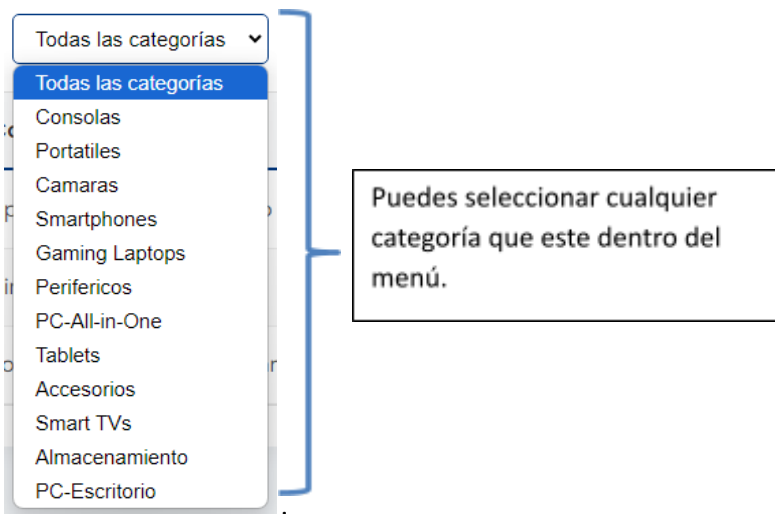 Todas las categorías
Todas las categorías
Consolas
Portatiles
Camaras
Smartphones
Gaming Laptops
Perifericos
PC-All-in-One
Tablets
Accesorios
Smart TVs
Almacenamiento
PC-Escritorio
Puedes seleccionar cualquier
categoría que este dentro del
menú.